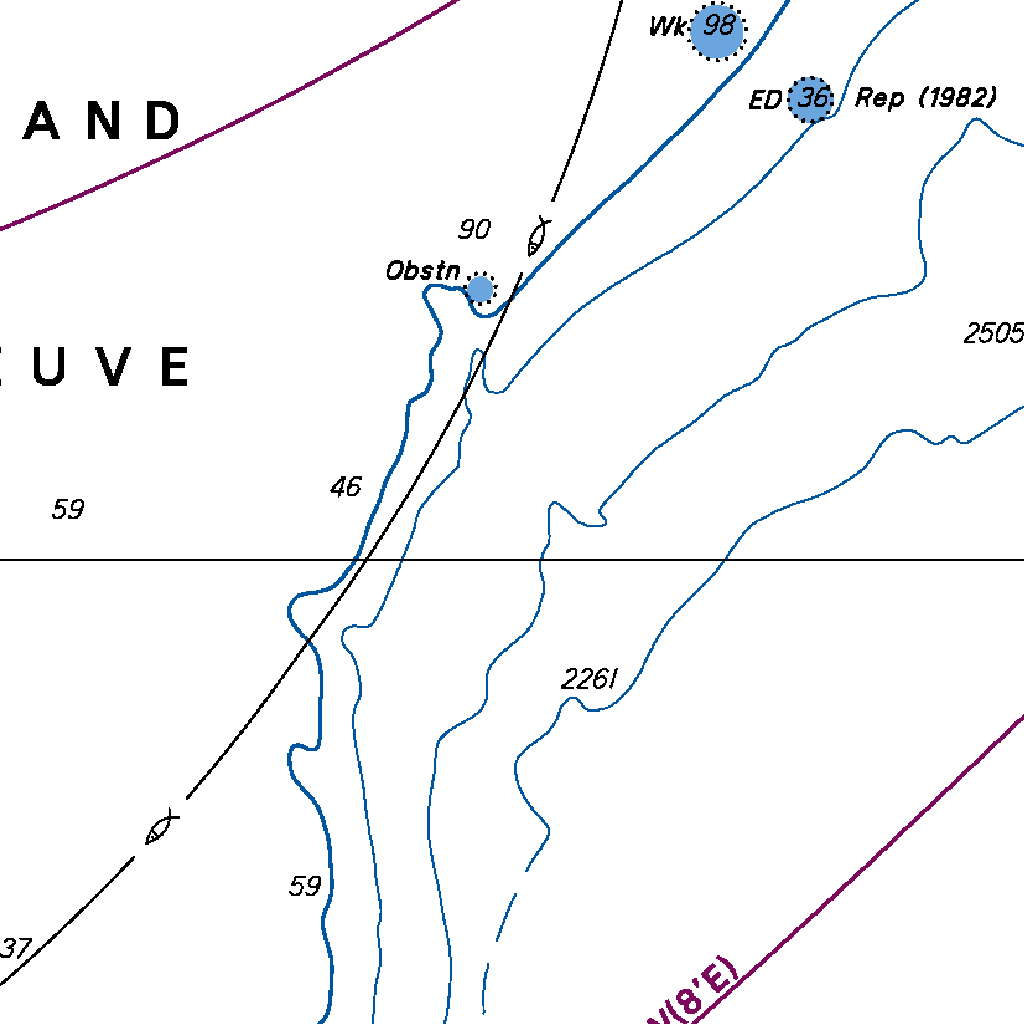 Wk 98
ED 36 Rep (1982)
AND
90
Obstn
2505
EUVE
46
59
2261
59
37
(8'E)